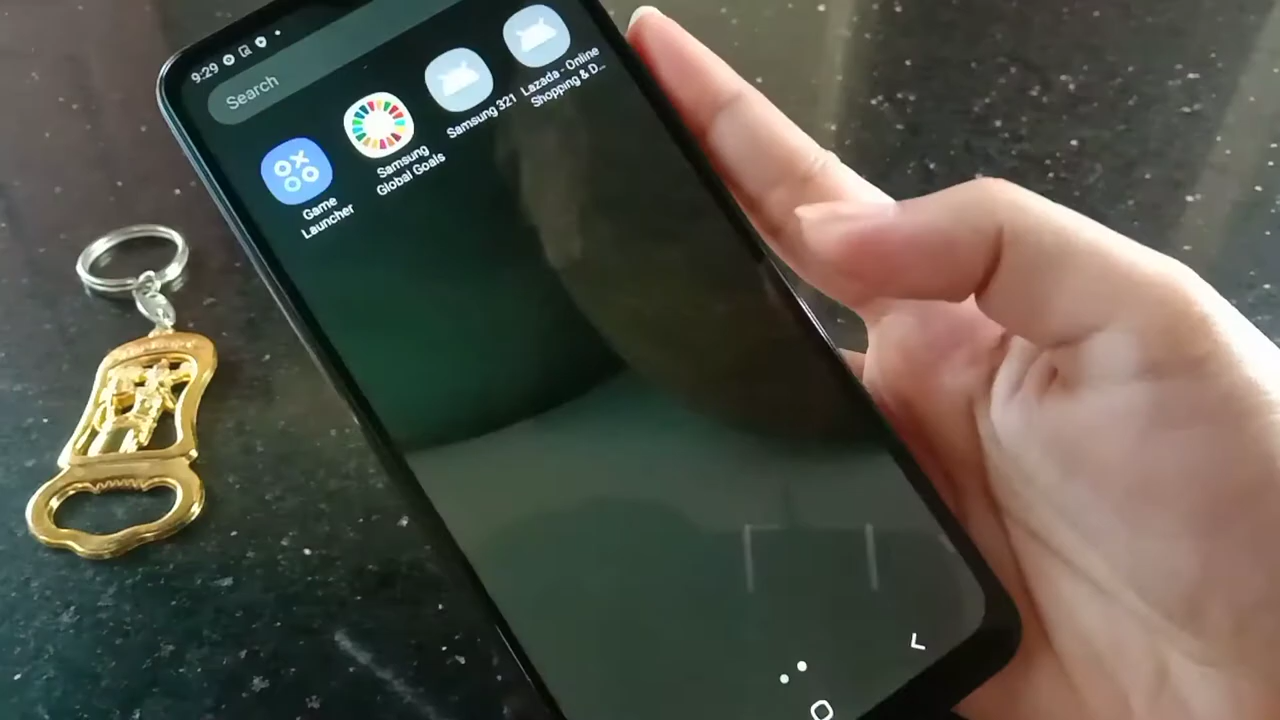 9:29
Search
Game
Launcher
Samsung
Global Goals
Samsung 321
Lazada - Online
Shopping & D...